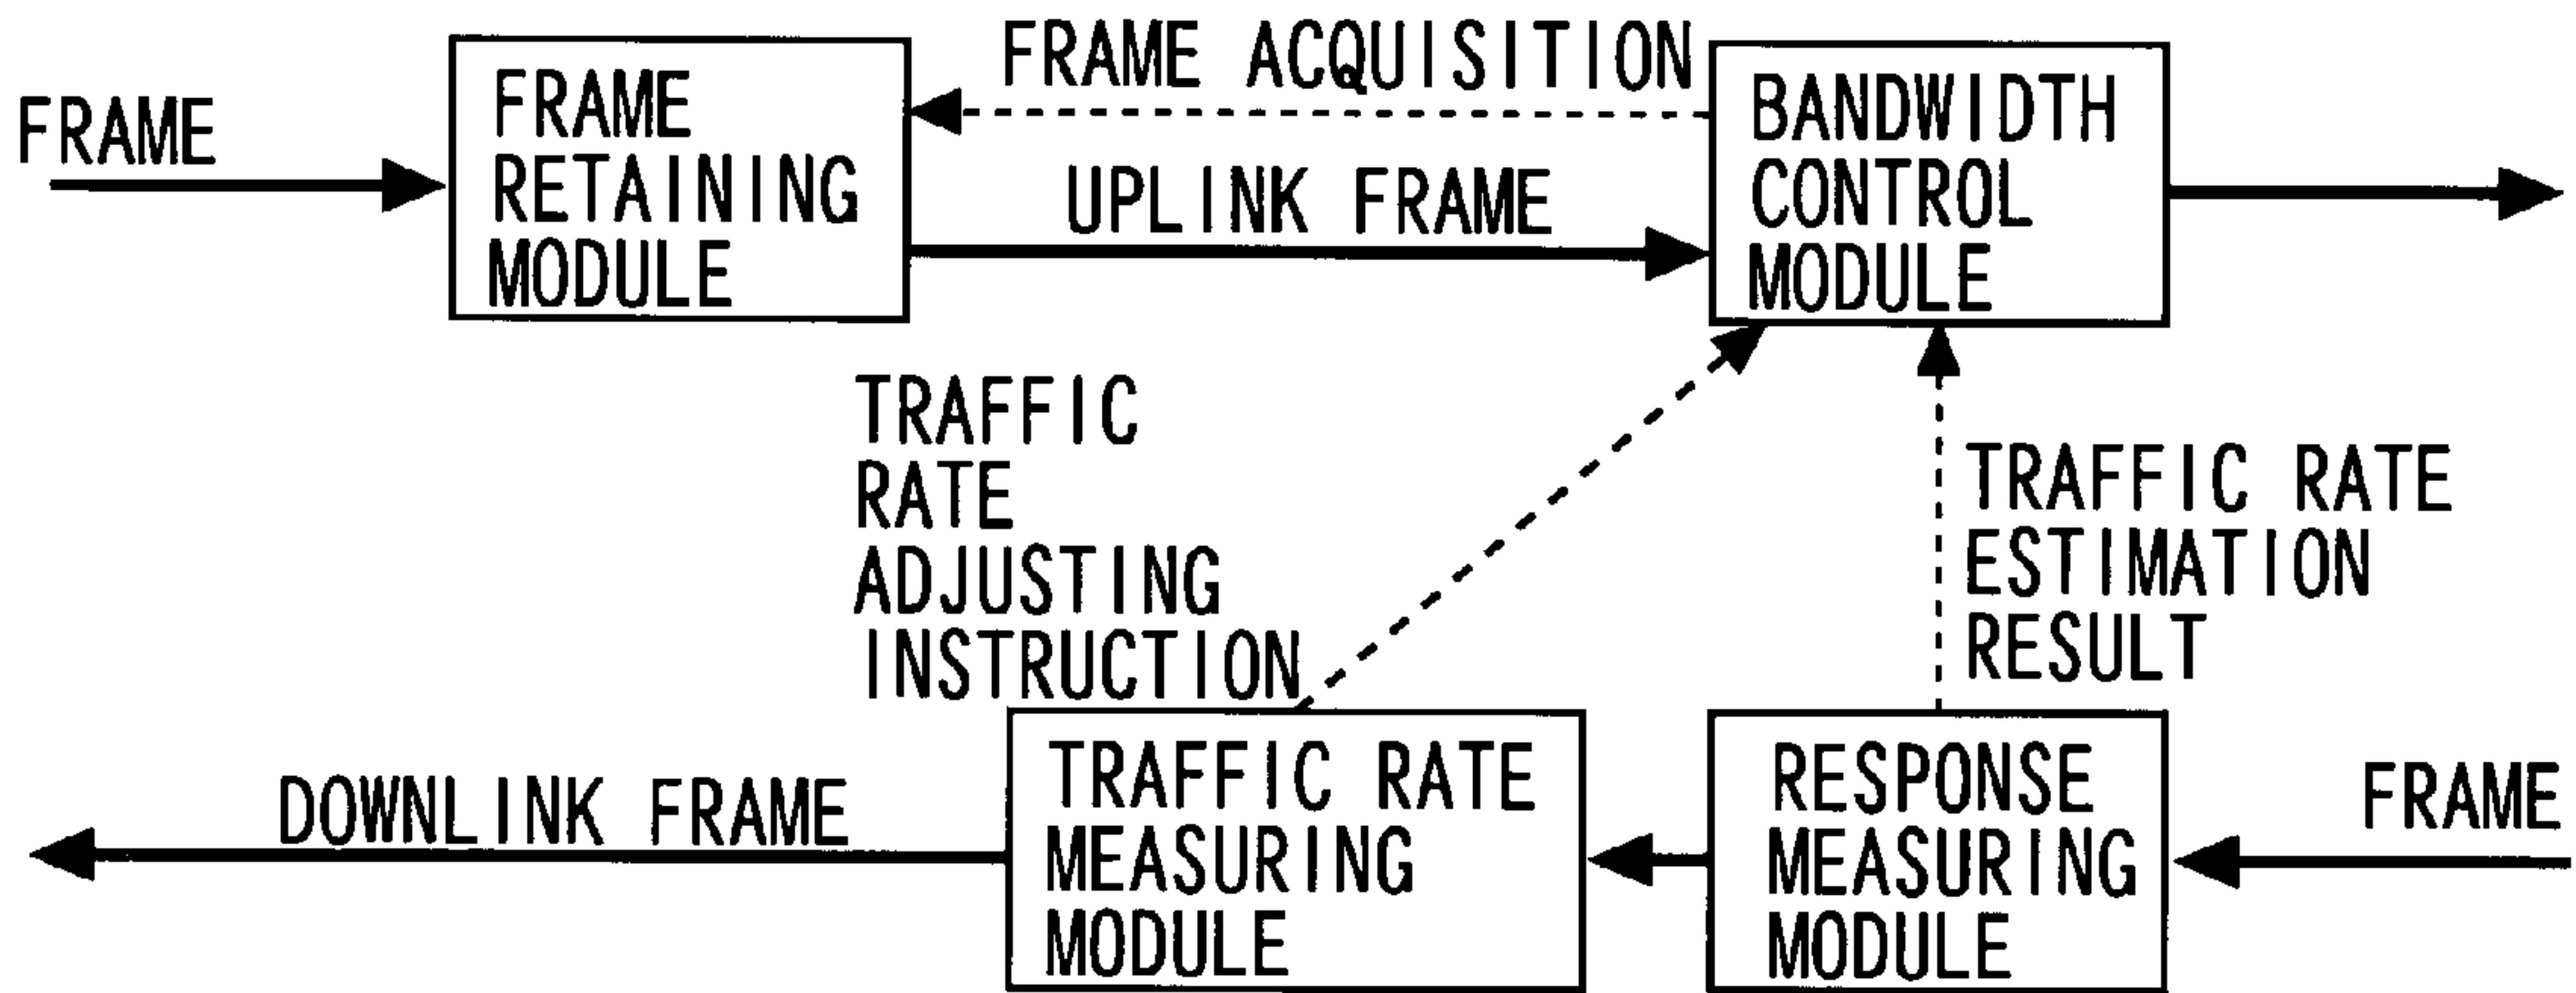 FRAME
FRAME
RETAINING
MODULE
FRAME ACQUISITION
UPLINK FRAME
BANDWIDTH
CONTROL
MODULE
TRAFFIC
RATE
ADJUSTING
INSTRUCTION
TRAFFIC RATE
ESTIMATION
RESULT
DOWNLINK FRAME
TRAFFIC RATE
MEASURING
MODULE
RESPONSE
MEASURING
MODULE
FRAME